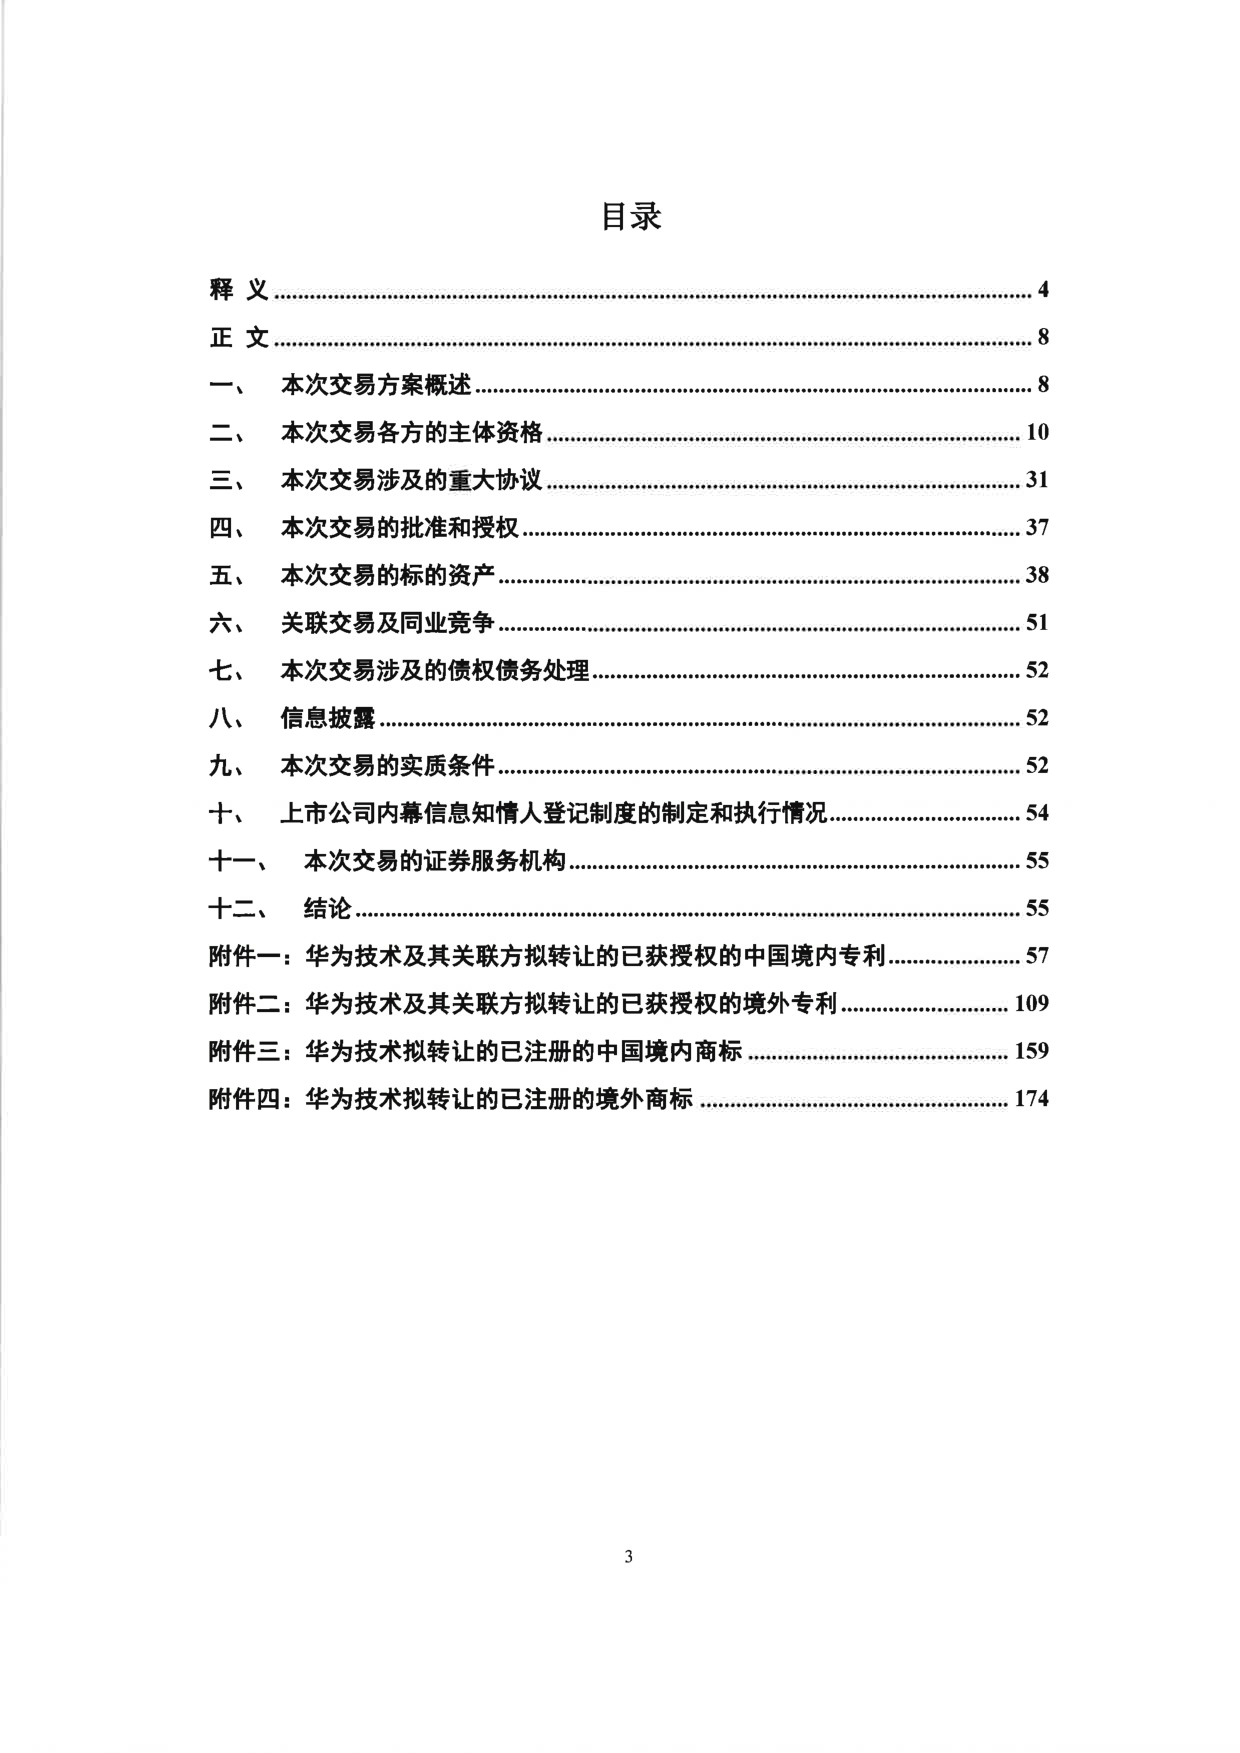 目录
释 义 4
正 文 8
一、 本次交易方案概述 8
二、 本次交易各方的主体资格 10
三、 本次交易涉及的重大协议 31
四、 本次交易的批准和授权 37
五、 本次交易的标的资产 38
六、 关联交易及同业竞争 51
七、 本次交易涉及的债权债务处理 52
八、 信息披露 52
九、 本次交易的实质条件 52
十、 上市公司内幕信息知情人登记制度的制定和执行情况 54
十一、 本次交易的证券服务机构 55
十二、 结论 55
附件一：华为技术及其关联方拟转让的已获授权的中国境内专利 57
附件二：华为技术及其关联方拟转让的已获授权的境外专利 109
附件三：华为技术拟转让的已注册的中国境内商标 159
附件四：华为技术拟转让的已注册的境外商标 174
3